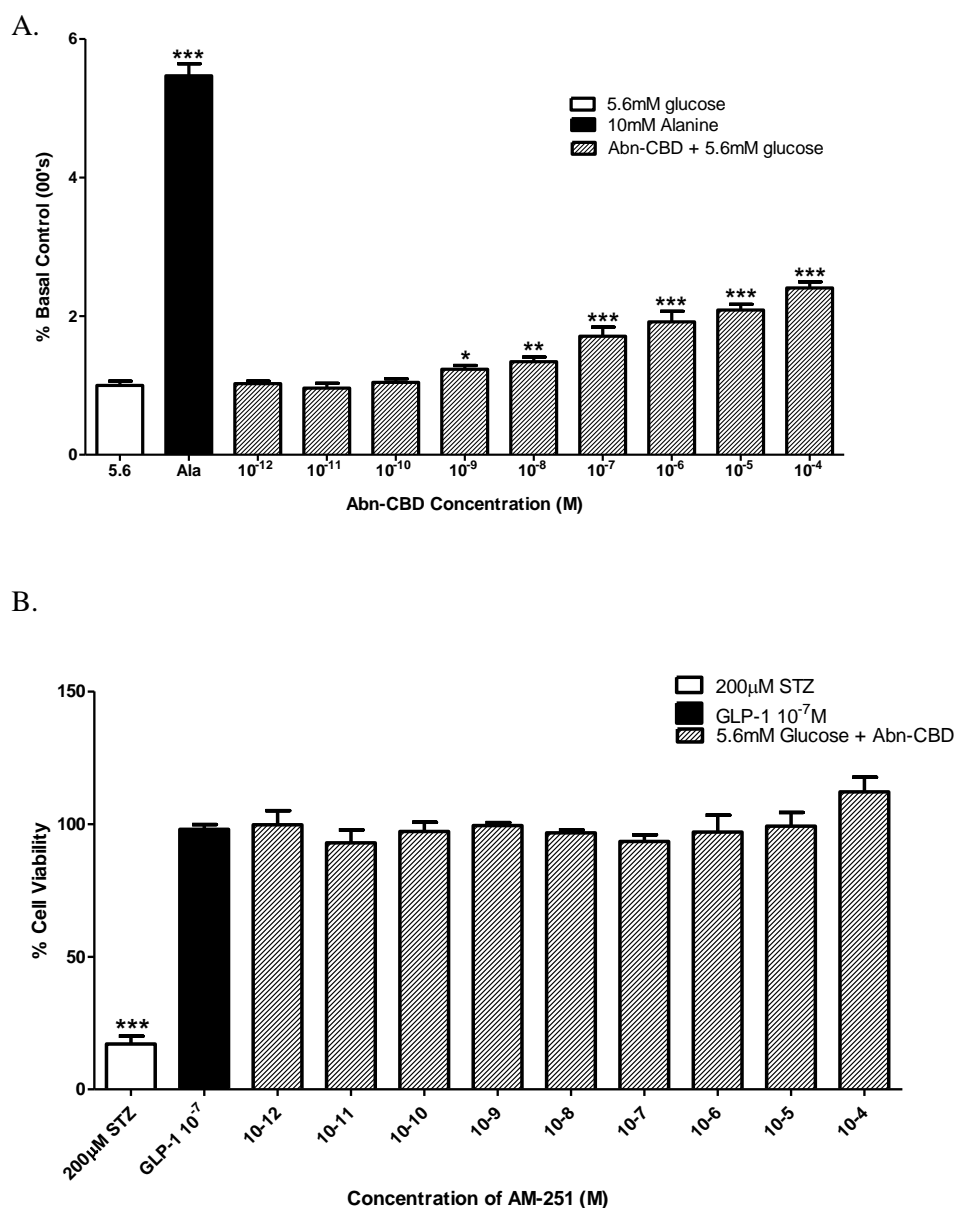 A.
6
4
2
0
% Basal Control (00's)
***
*
**
***
***
***
***
5.6mM glucose
10mM Alanine
Abn-CBD + 5.6mM glucose
5.6 Ala 10⁻¹² 10⁻¹¹ 10⁻¹⁰ 10⁻⁹ 10⁻⁸ 10⁻⁷ 10⁻⁶ 10⁻⁵ 10⁻⁴
Abn-CBD Concentration (M)
B.
150
100
50
0
% Cell Viability
***
200µM STZ
GLP-1 10⁻⁷M
5.6mM Glucose + Abn-CBD
200µM STZ GLP-1 10⁻⁷ 10-12 10-11 10-10 10-9 10-8 10-7 10-6 10-5 10-4
Concentration of AM-251 (M)